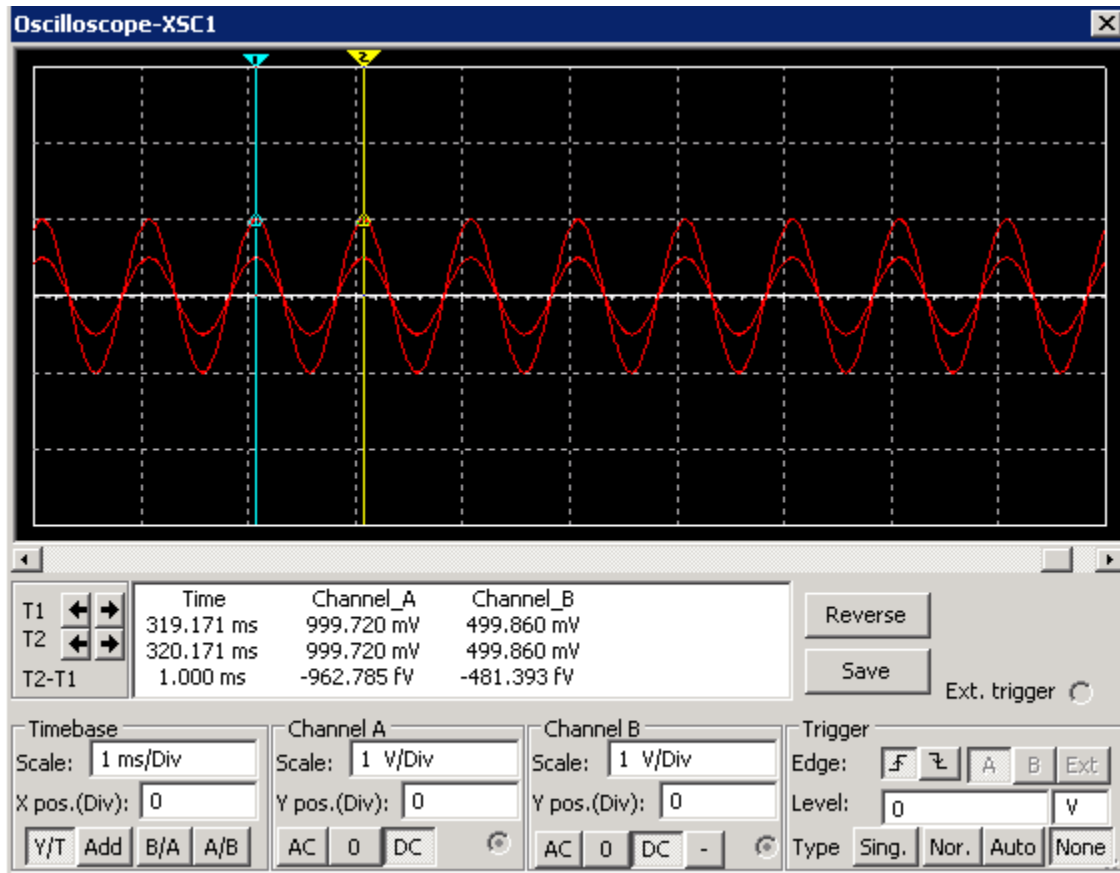 Oscilloscope-XSC1
1 2
Time Channel_A Channel_B
T1 319.171 ms 999.720 mV 499.860 mV
T2 320.171 ms 999.720 mV 499.860 mV
T2-T1 1.000 ms -962.785 fV -481.393 fV
Reverse
Save
Ext. trigger
Timebase
Scale: 1 ms/Div
X pos.(Div): 0
Y/T Add B/A A/B
Channel A
Scale: 1 V/Div
Y pos.(Div): 0
AC 0 DC
Channel B
Scale: 1 V/Div
Y pos.(Div): 0
AC 0 DC -
Trigger
Edge: A B Ext
Level: 0 V
Type Sing. Nor. Auto None